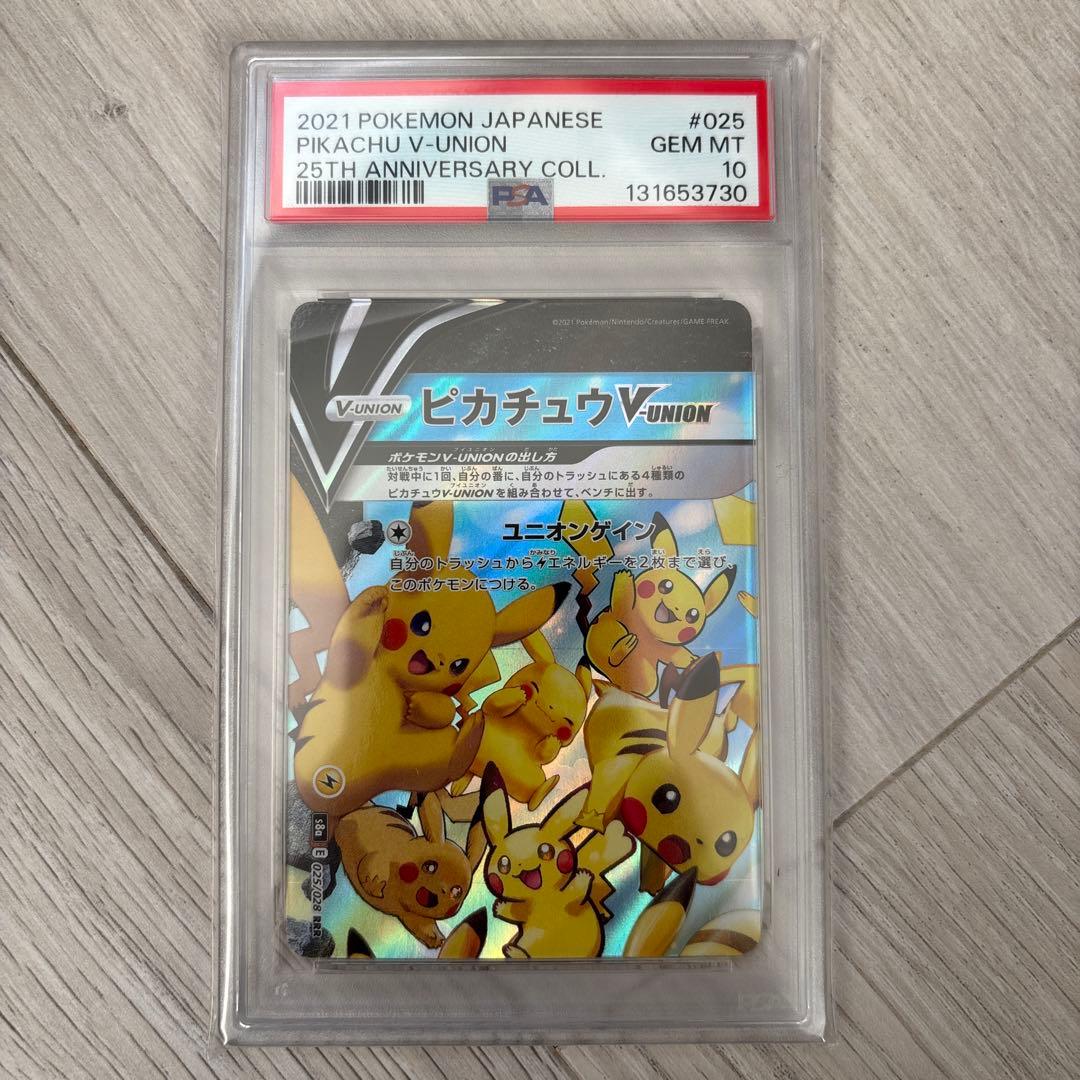 2021 POKEMON JAPANESE #025
PIKACHU V-UNION GEM MT
25TH ANNIVERSARY COLL. 10
PSA 131653730
©2021 Pokémon/Nintendo/Creatures/GAME FREAK
V-UNION ピカチュウV-UNION
ポケモンV-UNIONの出し方
対戦中に1回、自分の番に、自分のトラッシュにある4種類の
ピカチュウV-UNIONを組み合わせて、ベンチに出す。
ユニオンゲイン
自分のトラッシュからエネルギーを2枚まで選び、
このポケモンにつける。
s8a E 025/028 RRR